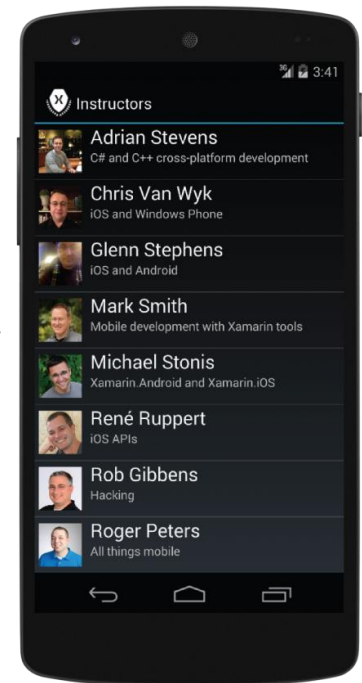 3G 3:41
X Instructors
Adrian Stevens
C# and C++ cross-platform development
Chris Van Wyk
iOS and Windows Phone
Glenn Stephens
iOS and Android
Mark Smith
Mobile development with Xamarin tools
Michael Stonis
Xamarin.Android and Xamarin.iOS
René Ruppert
iOS APIs
Rob Gibbens
Hacking
Roger Peters
All things mobile